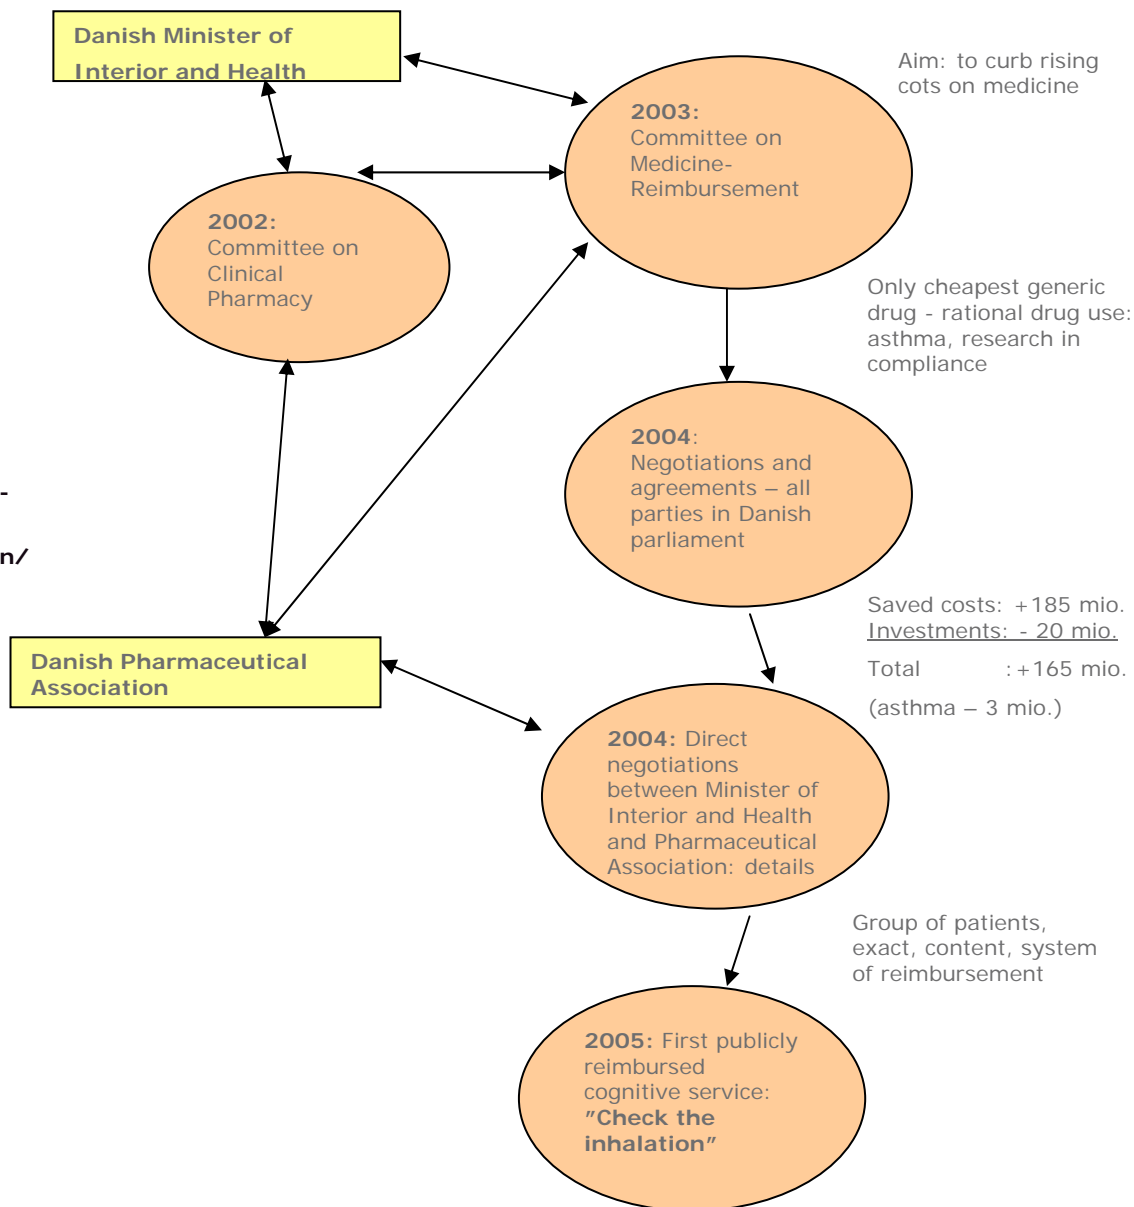 Danish Minister of
Interior and Health
Aim: to curb rising
cots on medicine
2003:
Committee on
Medicine-
Reimbursement
2002:
Committee on
Clinical
Pharmacy
Only cheapest generic
drug - rational drug use:
asthma, research in
compliance
2004:
Negotiations and
agreements – all
parties in Danish
parliament
-
n/
Saved costs: +185 mio.
Investments: - 20 mio.
Total :+165 mio.
(asthma – 3 mio.)
Danish Pharmaceutical
Association
2004: Direct
negotiations
between Minister of
Interior and Health
and Pharmaceutical
Association: details
Group of patients,
exact, content, system
of reimbursement
2005: First publicly
reimbursed
cognitive service:
"Check the
inhalation"